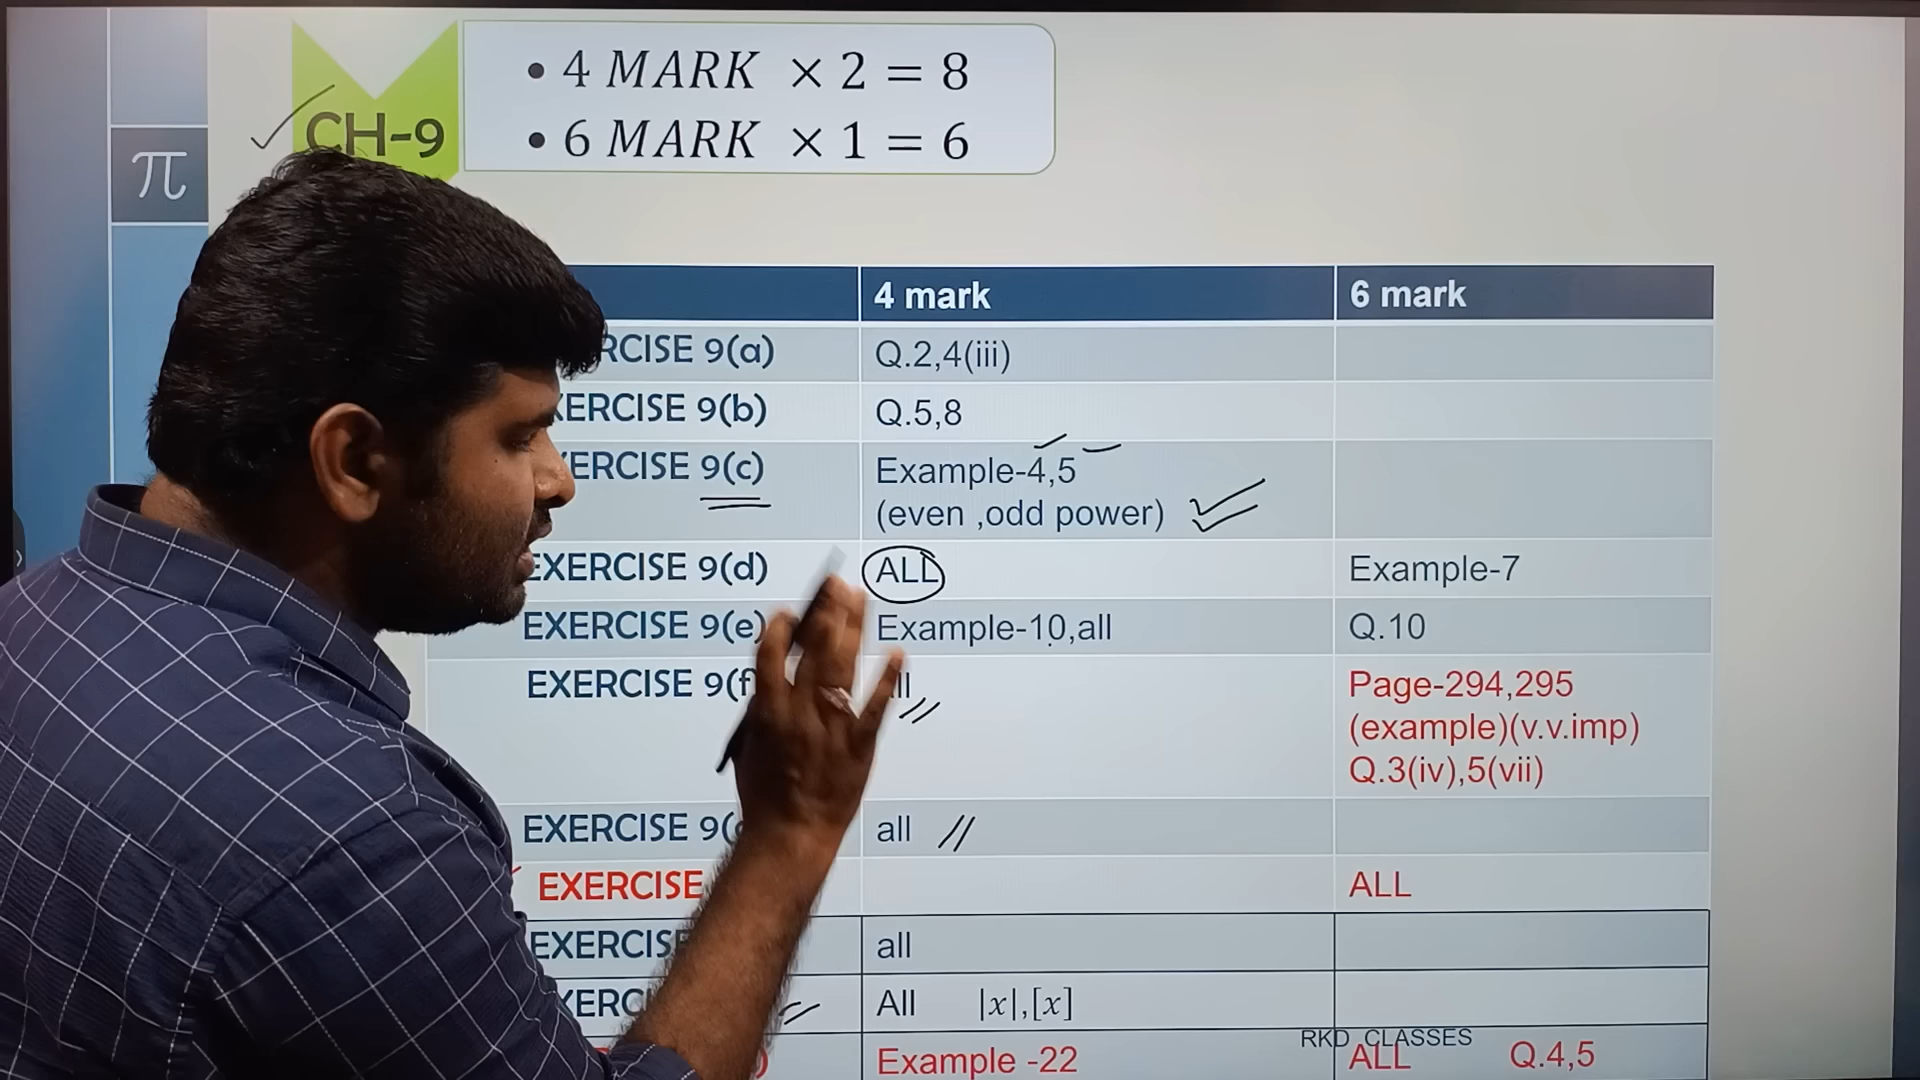 • 4 MARK × 2 = 8
• 6 MARK × 1 = 6
CH-9
π
4 mark 6 mark
RCISE 9(a) Q.2,4(iii)
XERCISE 9(b) Q.5,8
ERCISE 9(c) Example-4,5
(even ,odd power)
EXERCISE 9(d) ALL Example-7
EXERCISE 9(e) Example-10,all Q.10
EXERCISE 9(f Page-294,295
(example)(v.v.imp)
Q.3(iv),5(vii)
EXERCISE 9( all
EXERCISE ALL
EXERCIS all
All |x|,[x]
RKD CLASSES
Example -22 ALL Q.4,5